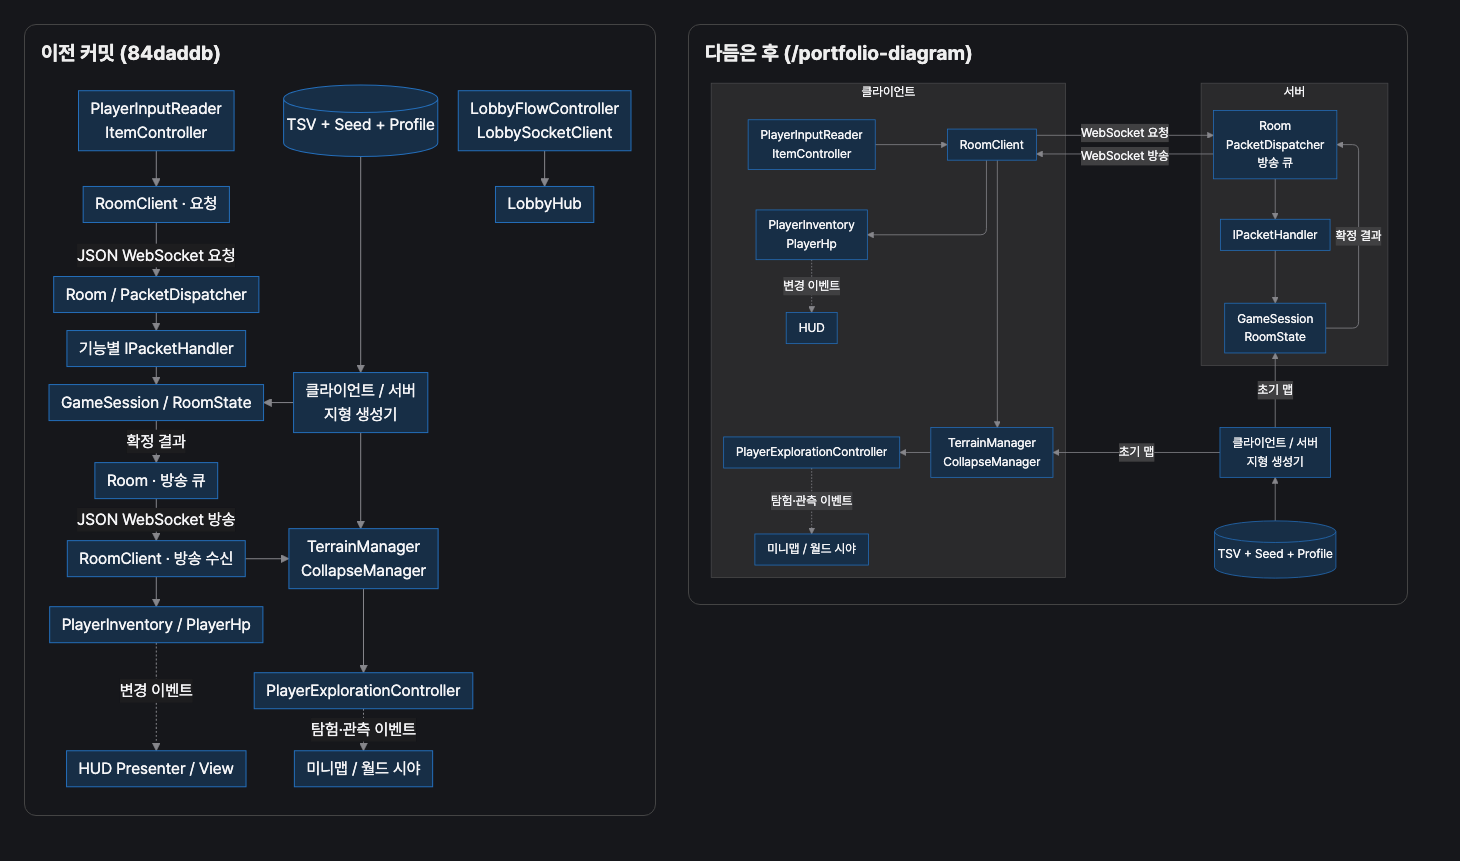 이전 커밋 (84daddb)
PlayerInputReader
ItemController
TSV + Seed + Profile
LobbyFlowController
LobbySocketClient
RoomClient · 요청
LobbyHub
JSON WebSocket 요청
Room / PacketDispatcher
기능별 IPacketHandler
GameSession / RoomState
클라이언트 / 서버
지형 생성기
확정 결과
Room · 방송 큐
JSON WebSocket 방송
RoomClient · 방송 수신
TerrainManager
CollapseManager
PlayerInventory / PlayerHp
변경 이벤트
PlayerExplorationController
탐험·관측 이벤트
HUD Presenter / View
미니맵 / 월드 시야
다듬은 후 (/portfolio-diagram)
클라이언트
서버
PlayerInputReader
ItemController
RoomClient
WebSocket 요청
WebSocket 방송
Room
PacketDispatcher
방송 큐
PlayerInventory
PlayerHp
IPacketHandler
확정 결과
변경 이벤트
HUD
GameSession
RoomState
초기 맵
PlayerExplorationController
TerrainManager
CollapseManager
초기 맵
클라이언트 / 서버
지형 생성기
탐험·관측 이벤트
미니맵 / 월드 시야
TSV + Seed + Profile